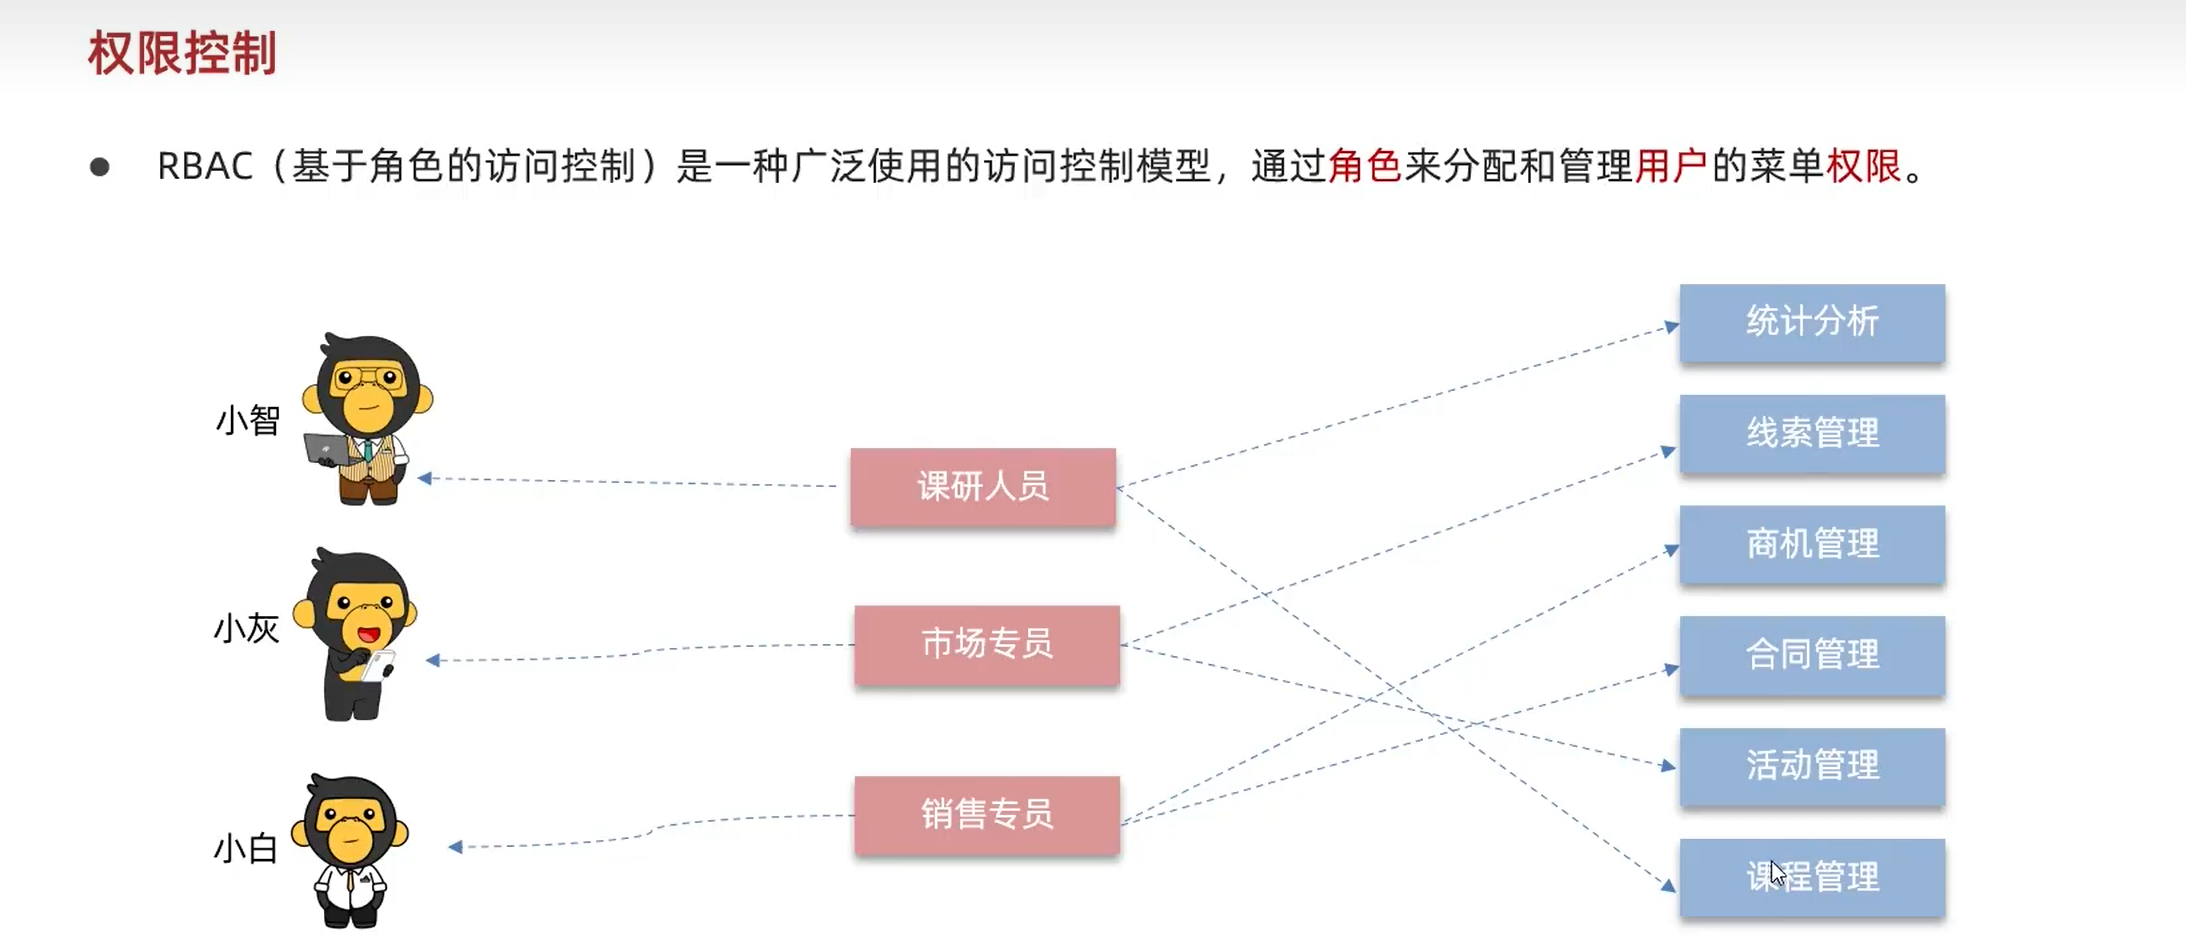 权限控制
● RBAC（基于角色的访问控制）是一种广泛使用的访问控制模型，通过角色来分配和管理用户的菜单权限。
统计分析
线索管理
小智
课研人员
商机管理
小灰
市场专员
合同管理
活动管理
小白
销售专员
课程管理